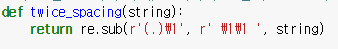 def twice_spacing(string):
    return re.sub(r'(.)₩1', r' ₩1₩1 ', string)